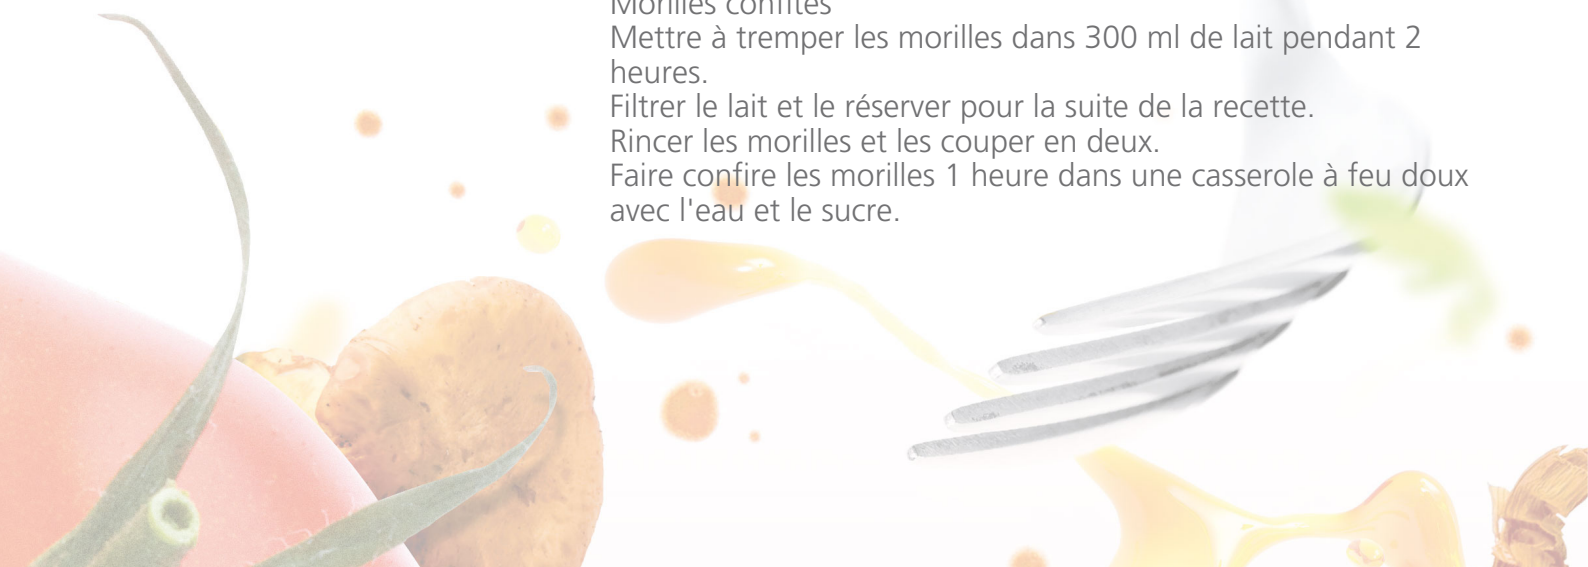 Morilles confites
Mettre à tremper les morilles dans 300 ml de lait pendant 2
heures.
Filtrer le lait et le réserver pour la suite de la recette.
Rincer les morilles et les couper en deux.
Faire confire les morilles 1 heure dans une casserole à feu doux
avec l'eau et le sucre.